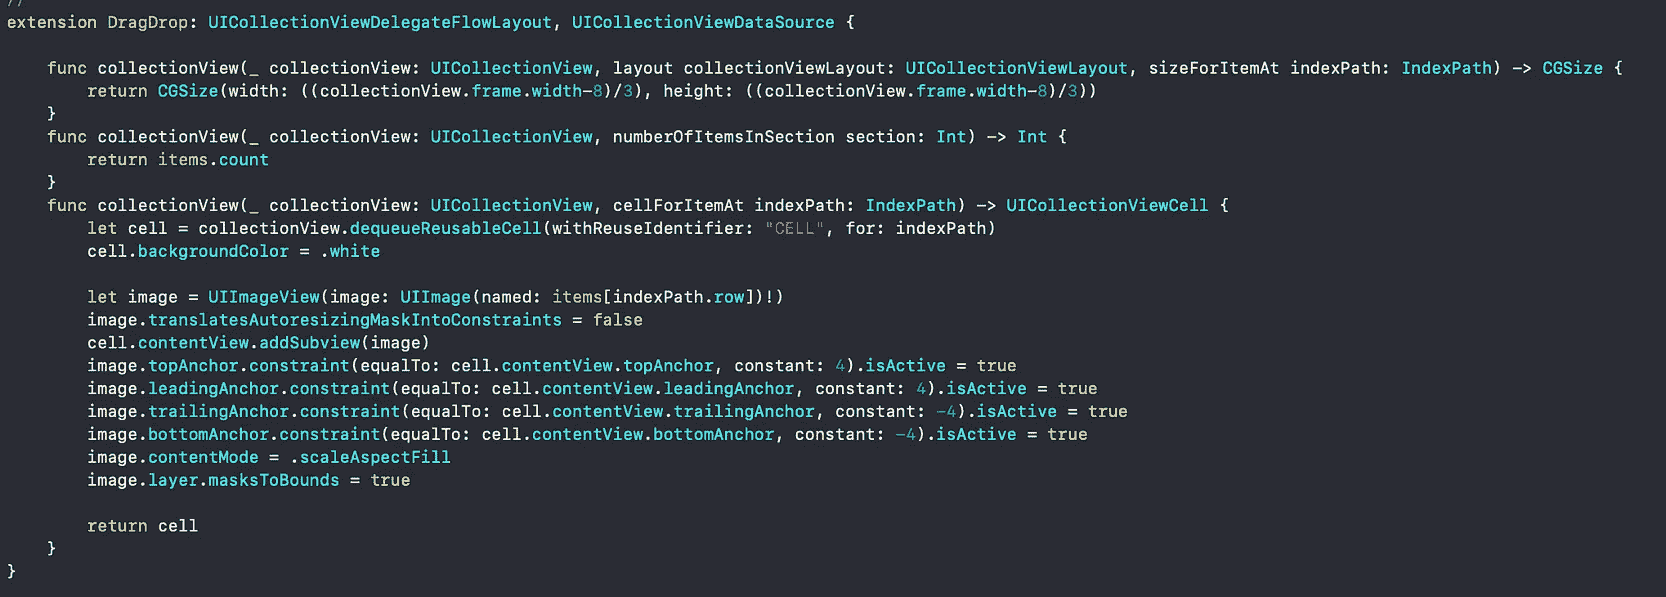 //
extension DragDrop: UICollectionViewDelegateFlowLayout, UICollectionViewDataSource {
func collectionView(_ collectionView: UICollectionView, layout collectionViewLayout: UICollectionViewLayout, sizeForItemAt indexPath: IndexPath) -> CGSize {
return CGSize(width: ((collectionView.frame.width-8)/3), height: ((collectionView.frame.width-8)/3))
}
func collectionView(_ collectionView: UICollectionView, numberOfItemsInSection section: Int) -> Int {
return items.count
}
func collectionView(_ collectionView: UICollectionView, cellForItemAt indexPath: IndexPath) -> UICollectionViewCell {
let cell = collectionView.dequeueReusableCell(withReuseIdentifier: "CELL", for: indexPath)
cell.backgroundColor = .white
let image = UIImageView(image: UIImage(named: items[indexPath.row])!)
image.translatesAutoresizingMaskIntoConstraints = false
cell.contentView.addSubview(image)
image.topAnchor.constraint(equalTo: cell.contentView.topAnchor, constant: 4).isActive = true
image.leadingAnchor.constraint(equalTo: cell.contentView.leadingAnchor, constant: 4).isActive = true
image.trailingAnchor.constraint(equalTo: cell.contentView.trailingAnchor, constant: -4).isActive = true
image.bottomAnchor.constraint(equalTo: cell.contentView.bottomAnchor, constant: -4).isActive = true
image.contentMode = .scaleAspectFill
image.layer.masksToBounds = true
return cell
}
}